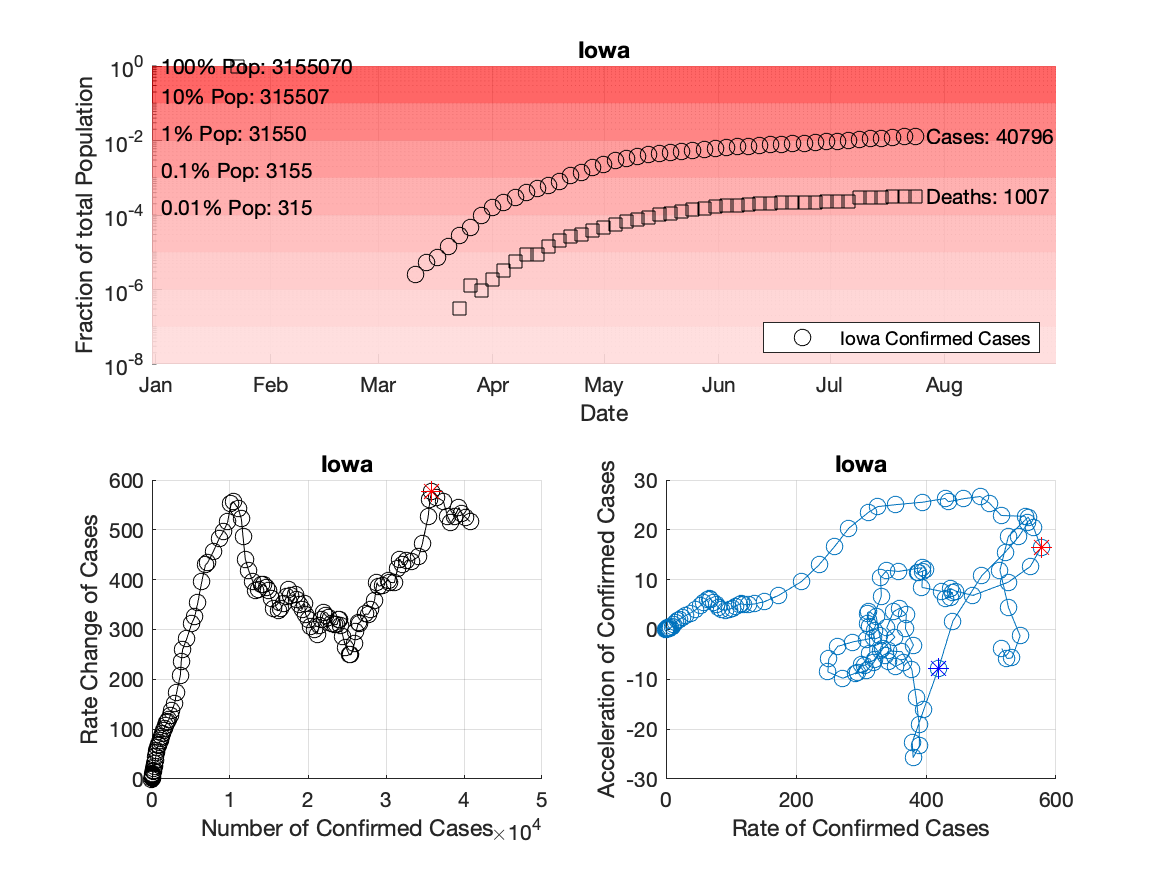 Iowa
10^0
10^-2
10^-4
10^-6
10^-8
Fraction of total Population
100% Pop: 3155070
10% Pop: 315507
1% Pop: 31550
0.1% Pop: 3155
0.01% Pop: 315
Cases: 40796
Deaths: 1007
Iowa Confirmed Cases
Jan Feb Mar Apr May Jun Jul Aug
Date
Iowa
600
500
400
300
200
100
0
Rate Change of Cases
0 1 2 3 4 5
Number of Confirmed Cases ×10^4
Iowa
30
20
10
0
-10
-20
-30
Acceleration of Confirmed Cases
0 200 400 600
Rate of Confirmed Cases